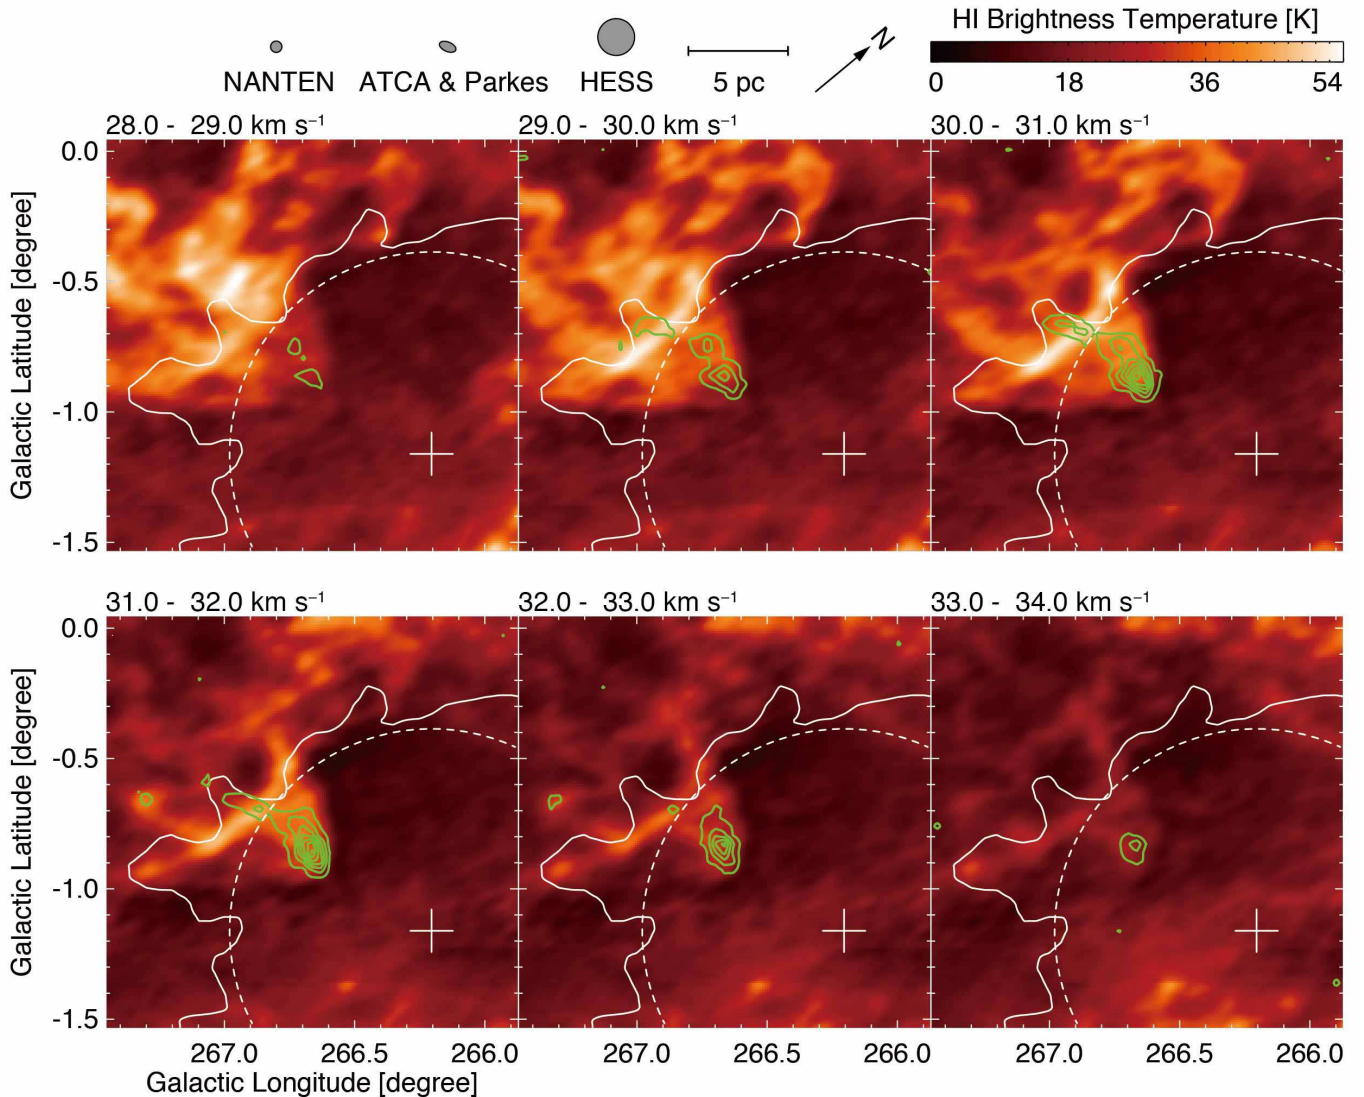 HI Brightness Temperature [K]
N
NANTEN ATCA & Parkes HESS 5 pc
0 18 36 54
28.0 - 29.0 km s⁻¹ 29.0 - 30.0 km s⁻¹ 30.0 - 31.0 km s⁻¹
0.0
-0.5
-1.0
-1.5
Galactic Latitude [degree]
31.0 - 32.0 km s⁻¹ 32.0 - 33.0 km s⁻¹ 33.0 - 34.0 km s⁻¹
0.0
-0.5
-1.0
-1.5
Galactic Latitude [degree]
267.0 266.5 266.0 267.0 266.5 266.0 267.0 266.5 266.0
Galactic Longitude [degree]